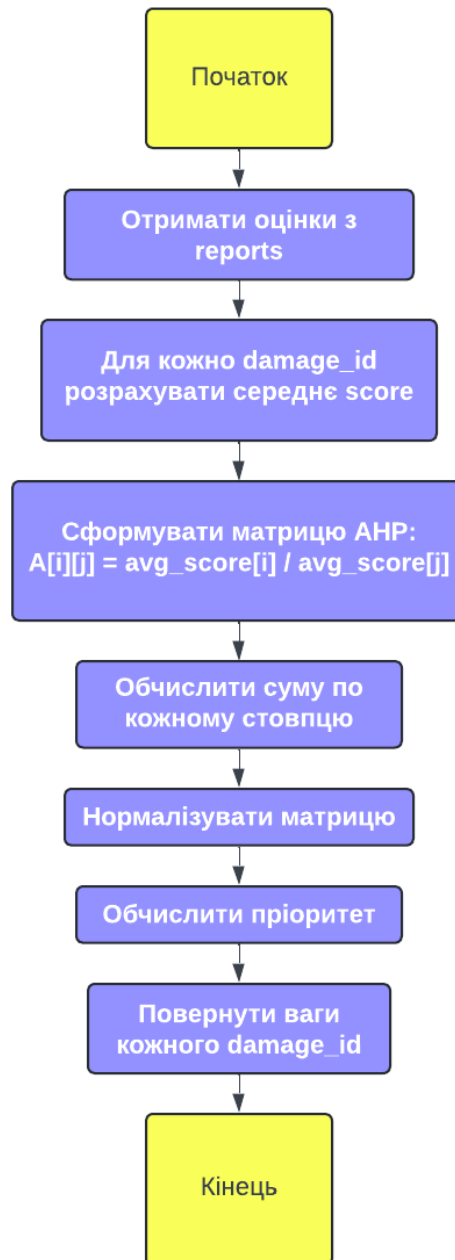 Початок
Отримати оцінки з
reports
Для кожно damage_id
розрахувати середнє score
Сформувати матрицю AHP:
A[i][j] = avg_score[i] / avg_score[j]
Обчислити суму по
кожному стовпцю
Нормалізувати матрицю
Обчислити пріоритет
Повернути ваги
кожного damage_id
Кінець